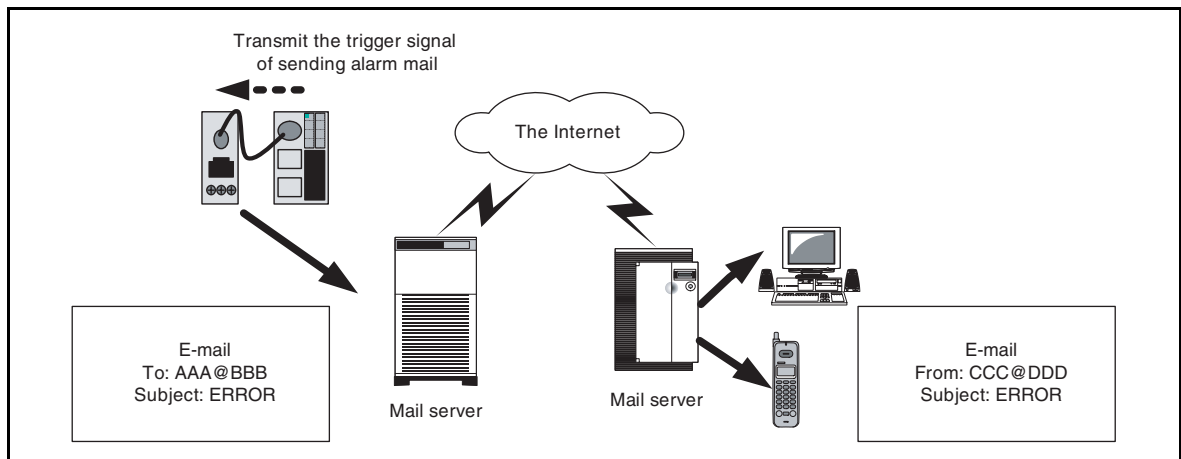 Transmit the trigger signal
of sending alarm mail
The Internet
E-mail
To: AAA@BBB
Subject: ERROR
Mail server
Mail server
E-mail
From: CCC@DDD
Subject: ERROR